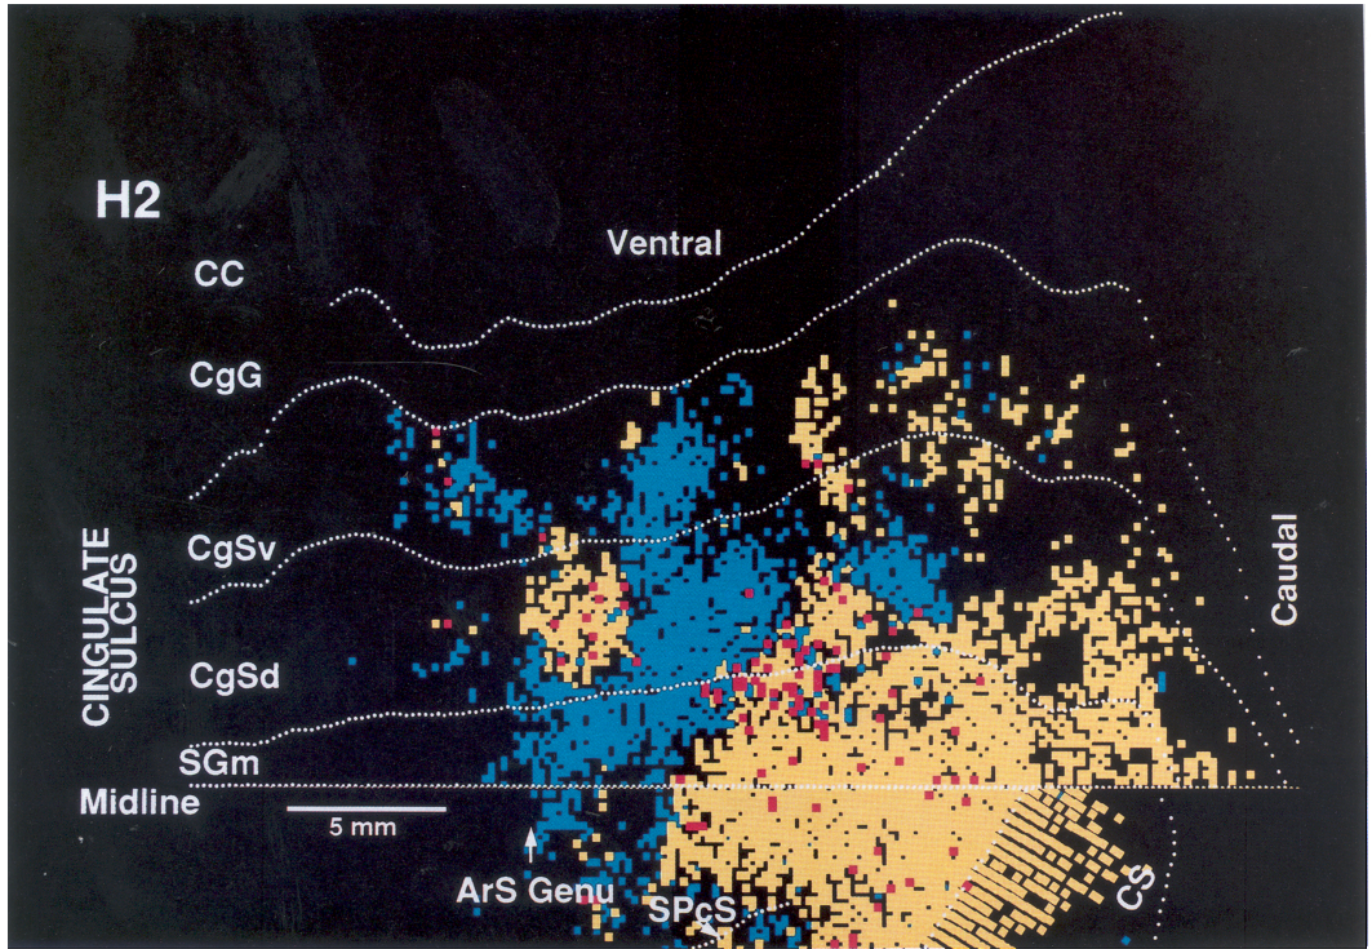 H2
Ventral
CC
CgG
CINGULATE
SULCUS
CgSv
Caudal
CgSd
SGm
Midline
5 mm
ArS Genu
SPcS
CS